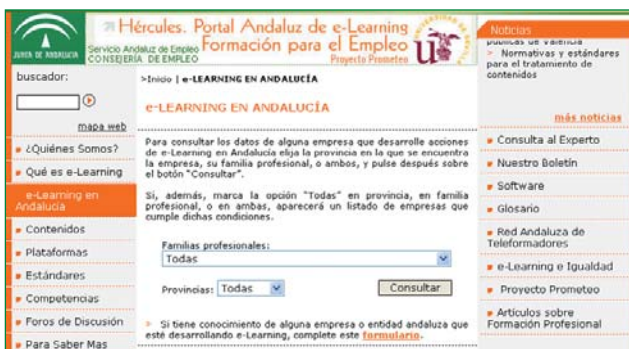 Hércules. Portal Andaluz de e-Learning
Servicio Andaluz de Empleo
CONSEJERÍA DE EMPLEO
Formación para el Empleo
Proyecto Prometeo
JUNTA DE ANDALUCIA
buscador:
mapa web
¿Quiénes Somos?
Qué es e-Learning
e-Learning en
Andalucía
Contenidos
Plataformas
Estándares
Competencias
Foros de Discusión
Para Saber Mas
>Inicio | e-LEARNING EN ANDALUCÍA
e-LEARNING EN ANDALUCÍA
Para consultar los datos de alguna empresa que desarrolle acciones
de e-Learning en Andalucía elija la provincia en la que se encuentra
la empresa, su familia profesional, o ambos, y pulse después sobre
el botón "Consultar".
Si, además, marca la opción "Todas" en provincia, en familia
profesional, o en ambas, aparecerá un listado de empresas que
cumple dichas condiciones.
Familias profesionales:
Todas
Provincias: Todas
Consultar
> Si tiene conocimiento de alguna empresa o entidad andaluza que
esté desarrollando e-Learning, complete este formulario.
Noticias
públicas de Valencia
> Normativas y estándares
para el tratamiento de
contenidos
más noticias
Consulta al Experto
Nuestro Boletín
Software
Glosario
Red Andaluza de
Teleformadores
e-Learning e Igualdad
Proyecto Prometeo
Artículos sobre
Formación Profesional